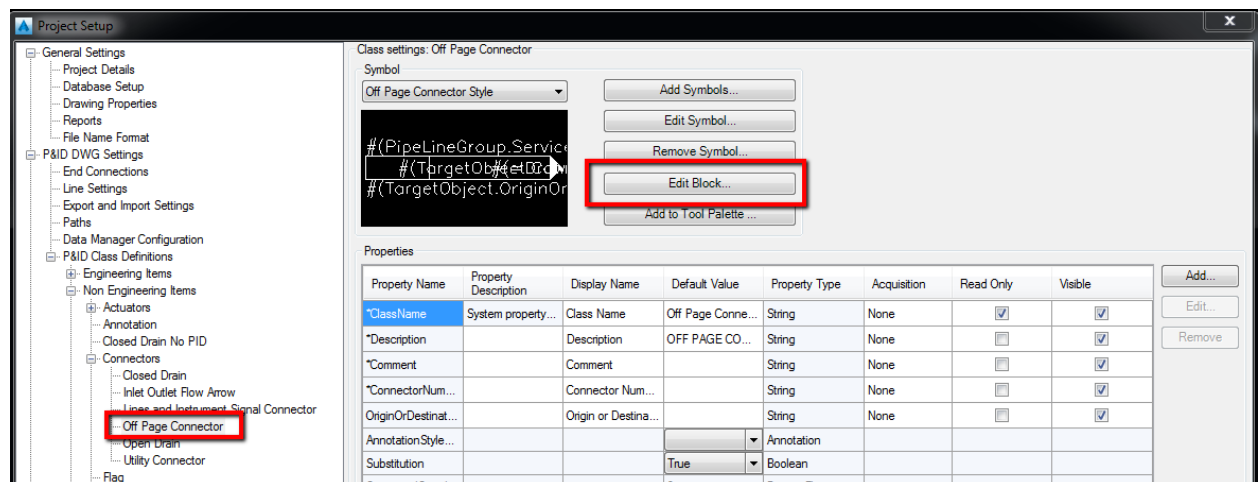 Project Setup
x
General Settings
Project Details
Database Setup
Drawing Properties
Reports
File Name Format
P&ID DWG Settings
End Connections
Line Settings
Export and Import Settings
Paths
Data Manager Configuration
P&ID Class Definitions
Engineering Items
Non Engineering Items
Actuators
Annotation
Closed Drain No PID
Connectors
Closed Drain
Inlet Outlet Flow Arrow
Lines and Instrument Signal Connector
Off Page Connector
Open Drain
Utility Connector
Flag
Class settings: Off Page Connector
Symbol
Off Page Connector Style
#(PipeLineGroup.Service
#(TargetOb
#(TargetObject.OriginOr
Add Symbols...
Edit Symbol...
Remove Symbol...
Edit Block...
Add to Tool Palette ...
Properties
Property Name Property Description Display Name Default Value Property Type Acquisition Read Only Visible
*ClassName System property... Class Name Off Page Conne... String None
*Description Description OFF PAGE CO... String None
*Comment Comment String None
*ConnectorNum... Connector Num... String None
OriginOrDestinat... Origin or Destina... String None
AnnotationStyle... Annotation
Substitution True Boolean
Add...
Edit...
Remove